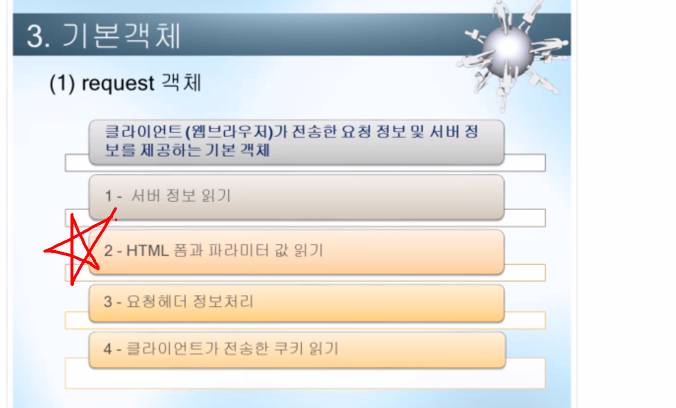 3. 기본객체
(1) request 객체
클라이언트(웹브라우저)가 전송한 요청 정보 및 서버 정
보를 제공하는 기본 객체
1 - 서버 정보 읽기
2 - HTML 폼과 파라미터 값 읽기
3 - 요청헤더 정보처리
4 - 클라이언트가 전송한 쿠키 읽기